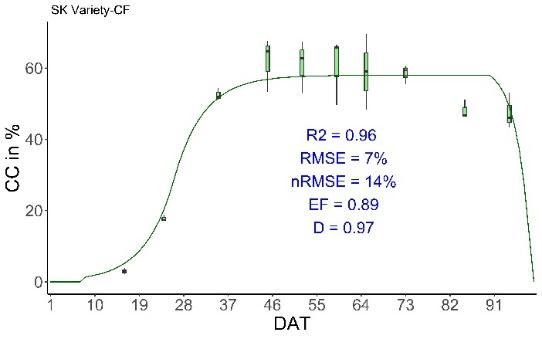 SK Variety-CF
CC in %
60
40
20
0
R2 = 0.96
RMSE = 7%
nRMSE = 14%
EF = 0.89
D = 0.97
1 10 19 28 37 46 55 64 73 82 91
DAT